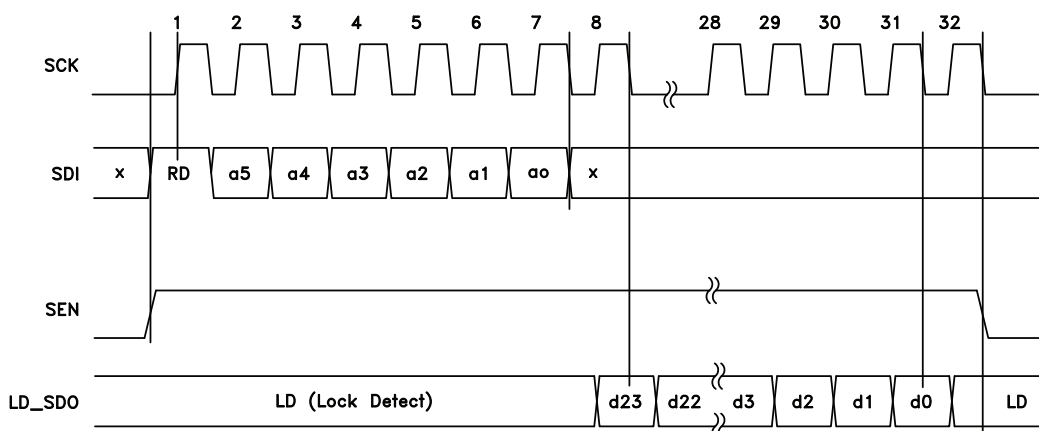 1 2 3 4 5 6 7 8 28 29 30 31 32
SCK
SDI x RD a5 a4 a3 a2 a1 ao x
SEN
LD_SDO LD (Lock Detect) d23 d22 d3 d2 d1 d0 LD